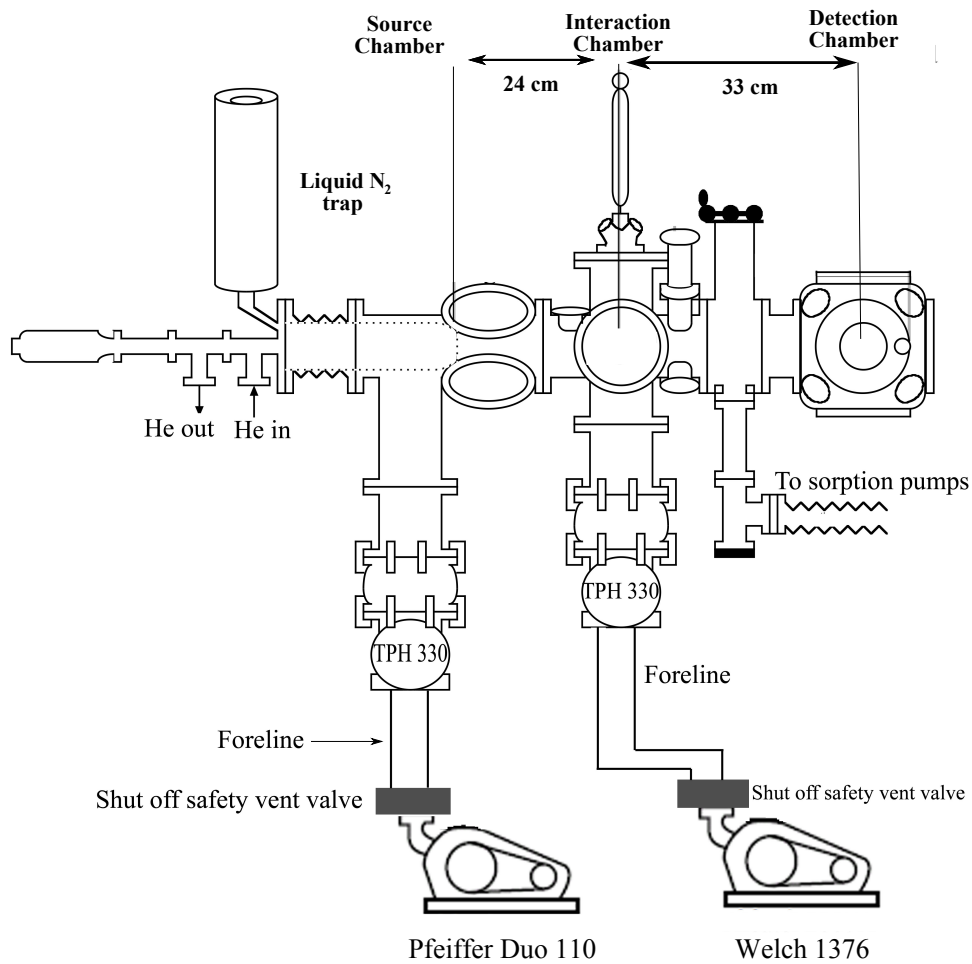 Source
Chamber
Interaction
Chamber
Detection
Chamber
24 cm
33 cm
Liquid N₂
trap
He out
He in
To sorption pumps
TPH 330
TPH 330
Foreline
Foreline
Shut off safety vent valve
Shut off safety vent valve
Pfeiffer Duo 110
Welch 1376